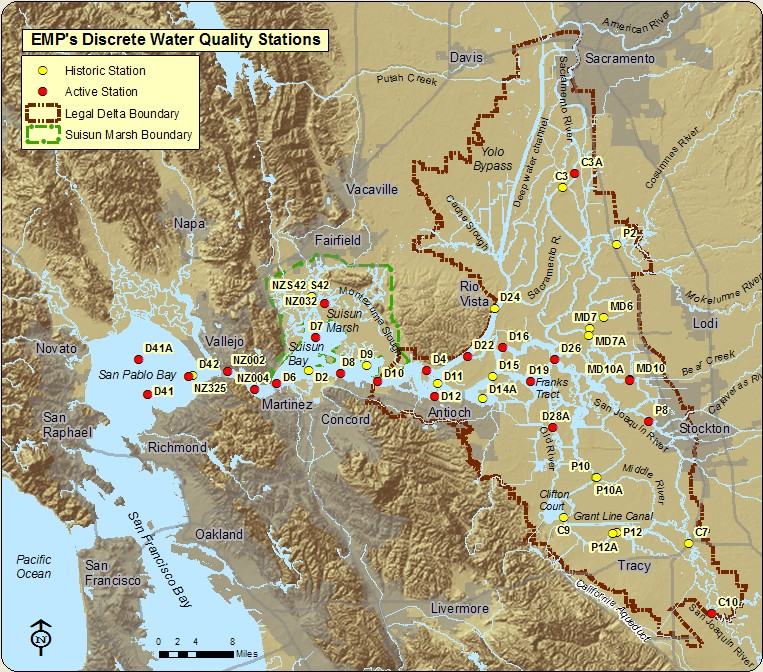 EMP's Discrete Water Quality Stations
Historic Station
Active Station
Legal Delta Boundary
Suisun Marsh Boundary
American River
Davis
Sacramento
Putah Creek
Sacramento River
Deep water channel
Yolo
Bypass
Cosumnes River
C3A
C3
Vacaville
Cache Slough
Napa
P2
Fairfield
Sacramento R.
NZS42
S42
NZ032
Montezuma Slough
Rio
Vista
D24
Mokelumne River
MD6
MD7
Suisun
Marsh
D7
Lodi
Vallejo
MD7A
Novato
D41A
Suisun
Bay
D16
D22
D26
Bear Creek
San Pablo Bay
D42
NZ002
D8
D9
D4
D15
D19
MD10A
MD10
NZ325
NZ004
D6
D2
D10
D11
D14A
Franks
Tract
Calaveras River
D41
Martinez
D12
Antioch
San
Raphael
Concord
San Joaquin River
P8
D28A
Stockton
Richmond
Old River
P10
Middle
River
P10A
Clifton
Court
San Francisco Bay
Grant Line Canal
Oakland
C9
P12
P12A
C7
Pacific
Ocean
San
Francisco
Tracy
California Aqueduct
Livermore
C10
San Joaquin River
N
0 2 4 8
Miles